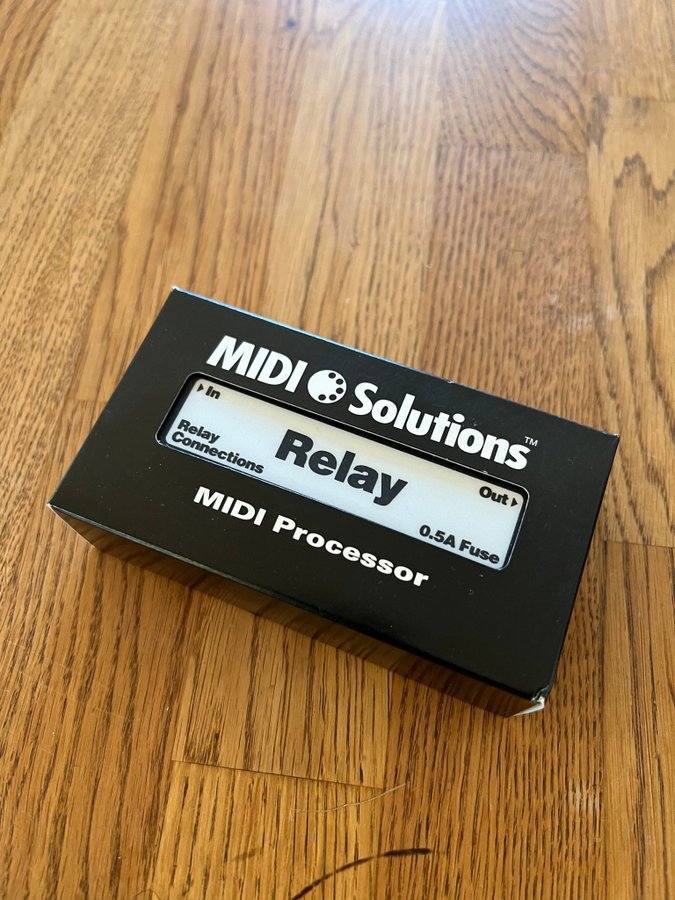 MIDI Solutions™
In
Relay
Connections
Relay
Out
0.5A Fuse
MIDI Processor